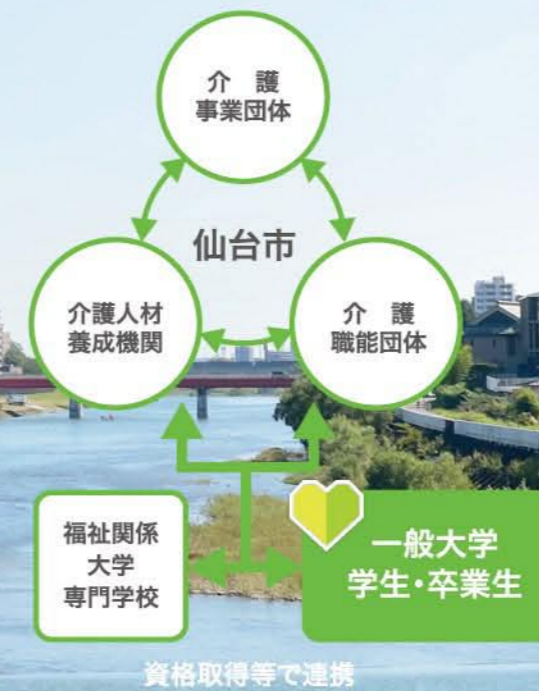 介 護
事業団体
仙台市
介護人材
養成機関
介 護
職能団体
福祉関係
大学
専門学校
一般大学
学生・卒業生
資格取得等で連携